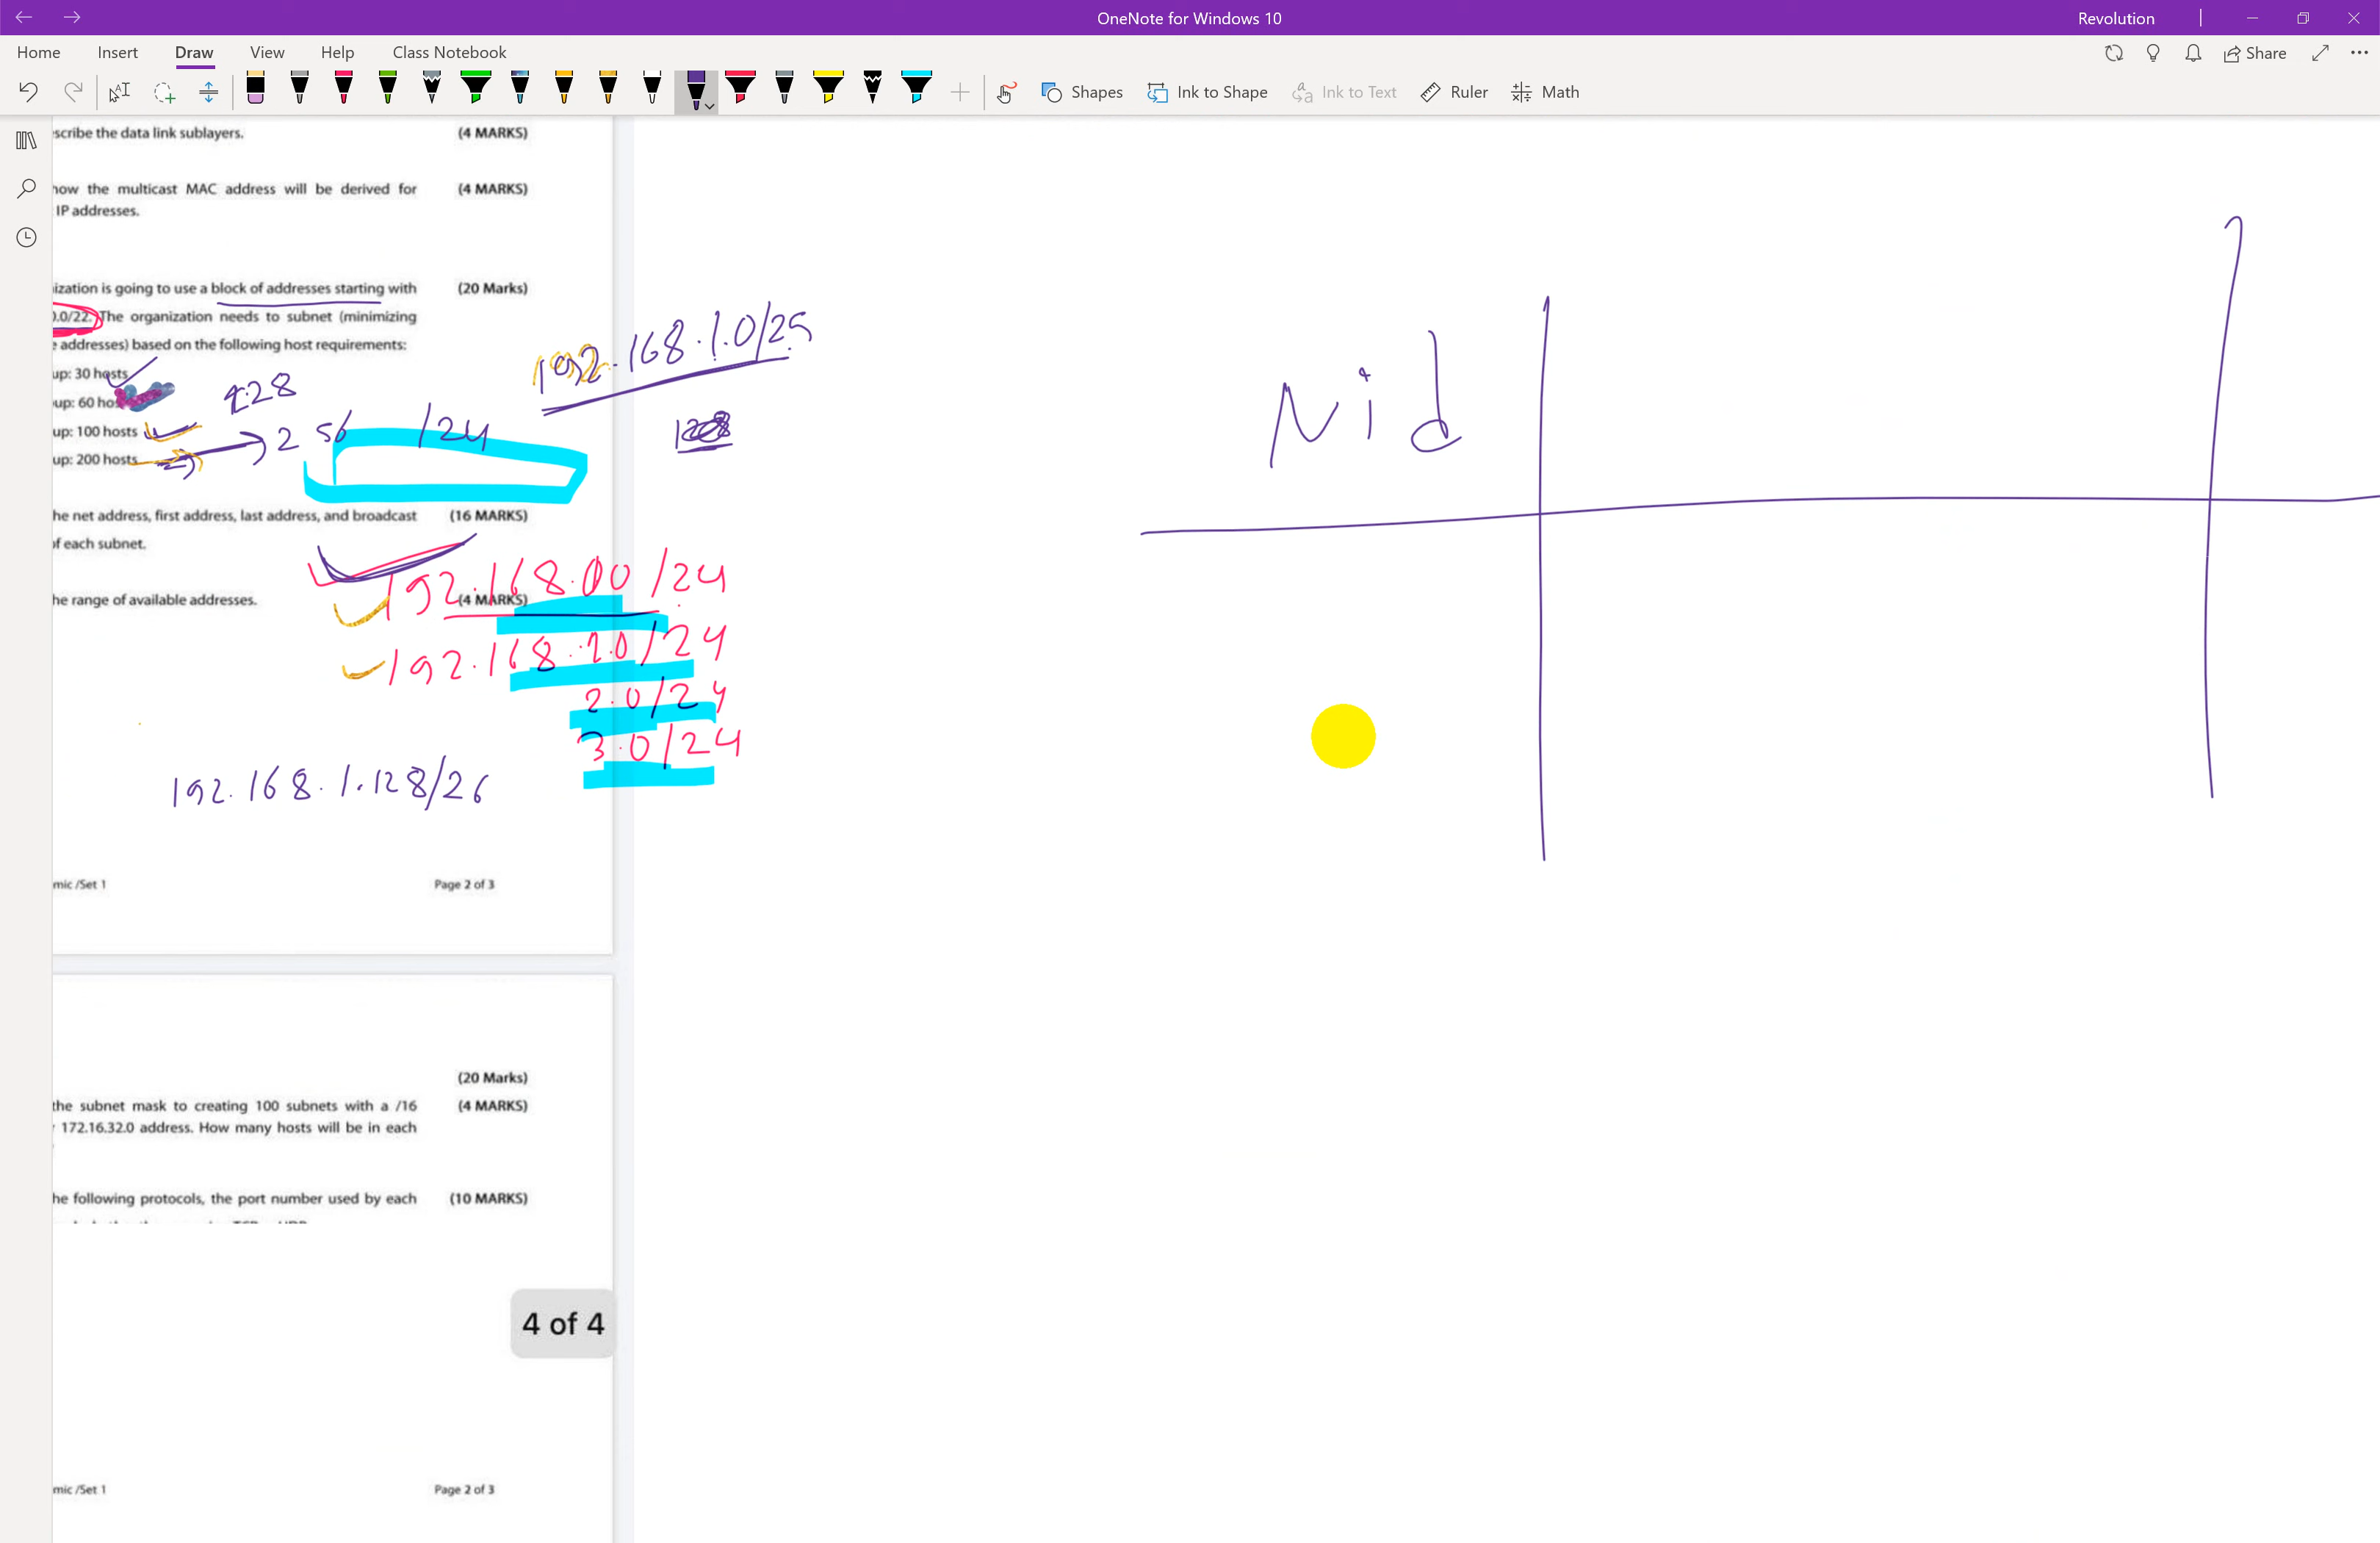 OneNote for Windows 10
Revolution
Home Insert Draw View Help Class Notebook
Share
Shapes Ink to Shape Ink to Text Ruler Math
scribe the data link sublayers. (4 MARKS)
how the multicast MAC address will be derived for (4 MARKS)
IP addresses.
ization is going to use a block of addresses starting with (20 Marks)
.0/22. The organization needs to subnet (minimizing
e addresses) based on the following host requirements:
up: 30 hosts
up: 60 hos
128
192.168.1.0/25
up: 100 hosts
up: 200 hosts
256 /24
128
Nid
he net address, first address, last address, and broadcast (16 MARKS)
of each subnet.
192.168.00/24
he range of available addresses. (4 MARKS)
192.168.1.0/24
2.0/24
3.0/24
192.168.1.128/26
mic /Set 1 Page 2 of 3
(20 Marks)
the subnet mask to creating 100 subnets with a /16 (4 MARKS)
172.16.32.0 address. How many hosts will be in each
he following protocols, the port number used by each (10 MARKS)
4 of 4
mic /Set 1 Page 2 of 3